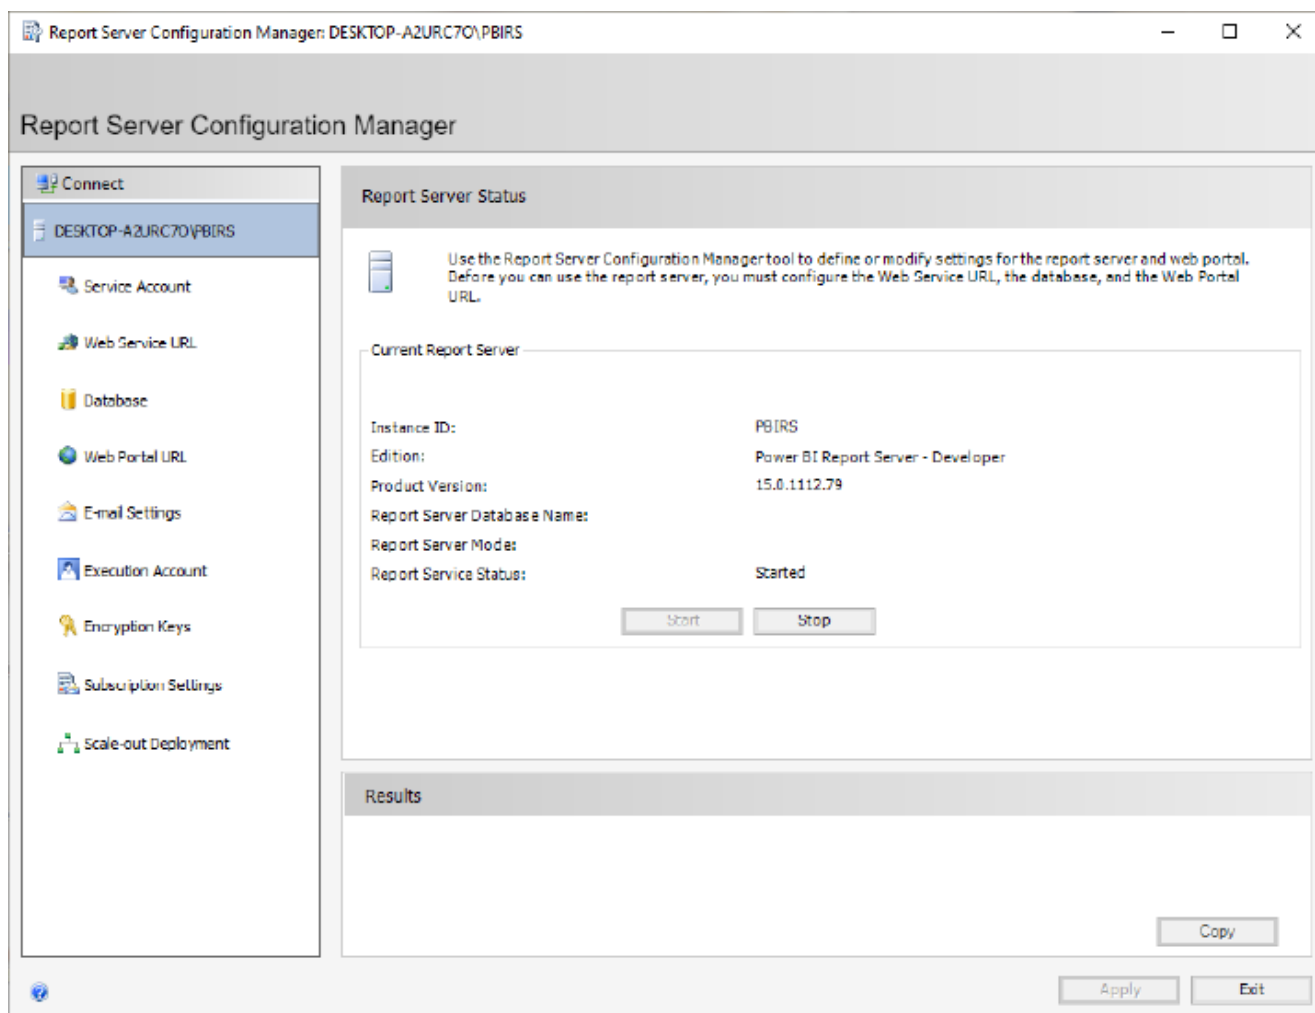 Report Server Configuration Manager: DESKTOP-A2URC7O\PBIRS
Report Server Configuration Manager
Connect
DESKTOP-A2URC7O\PBIRS
Service Account
Web Service URL
Database
Web Portal URL
E-mail Settings
Execution Account
Encryption Keys
Subscription Settings
Scale-out Deployment
Report Server Status
Use the Report Server Configuration Manager tool to define or modify settings for the report server and web portal.
Before you can use the report server, you must configure the Web Service URL, the database, and the Web Portal
URL.
Current Report Server
Instance ID: PBIRS
Edition: Power BI Report Server - Developer
Product Version: 15.0.1112.79
Report Server Database Name:
Report Server Mode:
Report Service Status: Started
Start Stop
Results
Copy
Apply Exit